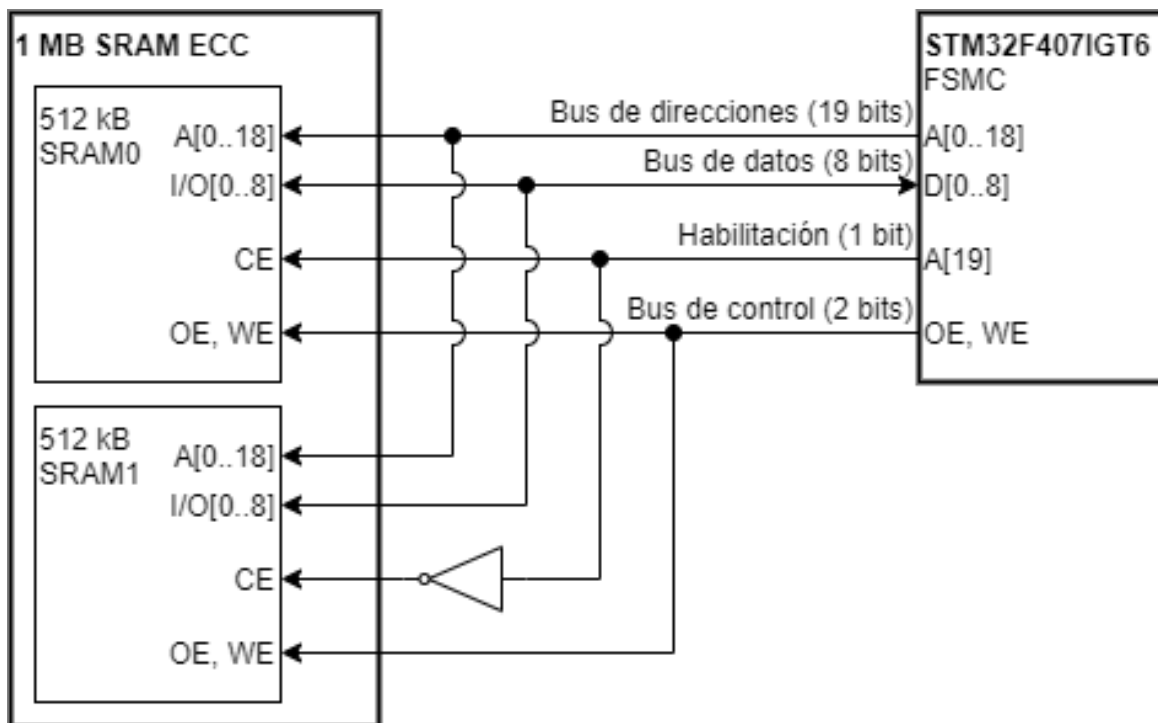 1 MB SRAM ECC
512 kB
SRAM0
A[0..18]
I/O[0..8]
CE
OE, WE
512 kB
SRAM1
A[0..18]
I/O[0..8]
CE
OE, WE
Bus de direcciones (19 bits)
Bus de datos (8 bits)
Habilitación (1 bit)
Bus de control (2 bits)
STM32F407IGT6
FSMC
A[0..18]
D[0..8]
A[19]
OE, WE